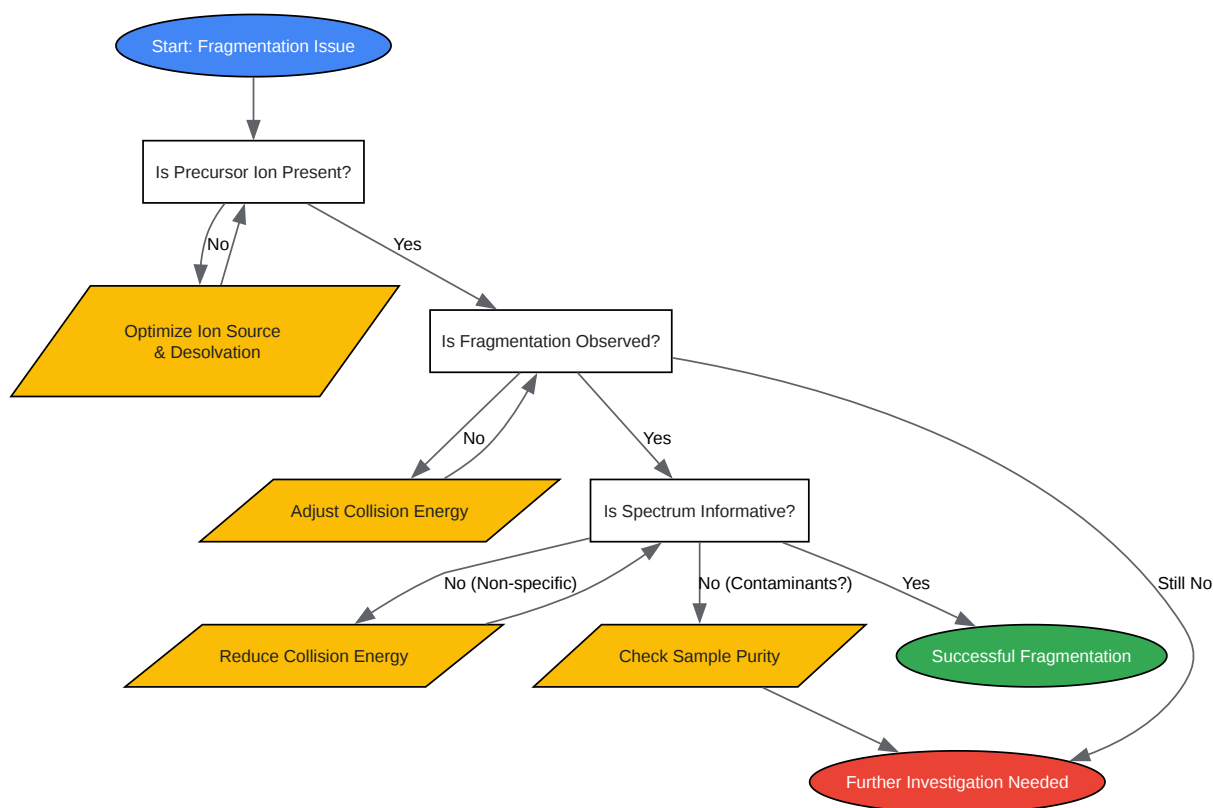 Start: Fragmentation Issue
Is Precursor Ion Present?
No
Yes
Optimize Ion Source
& Desolvation
Is Fragmentation Observed?
No
Yes
Adjust Collision Energy
Is Spectrum Informative?
No (Non-specific)
No (Contaminants?)
Yes
Still No
Reduce Collision Energy
Check Sample Purity
Successful Fragmentation
Further Investigation Needed